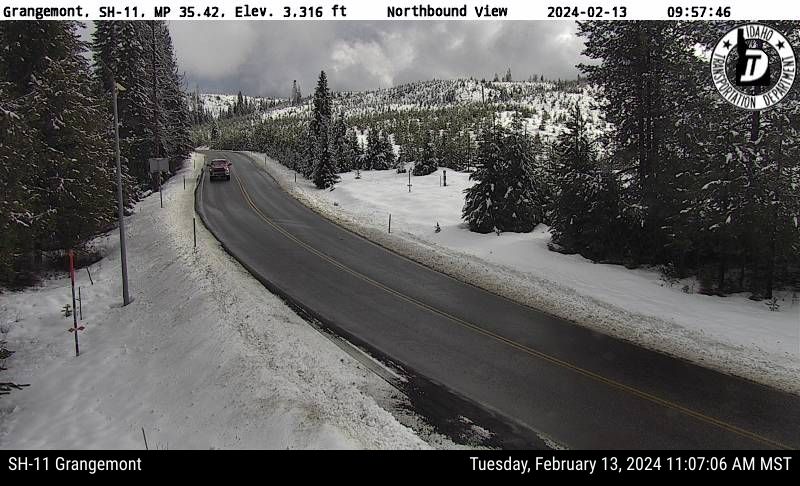 Grangemont, SH-11, MP 35.42, Elev. 3,316 ft Northbound View 2024-02-13 09:57:46
IDAHO
TRANSPORTATION DEPARTMENT
SH-11 Grangemont Tuesday, February 13, 2024 11:07:06 AM MST